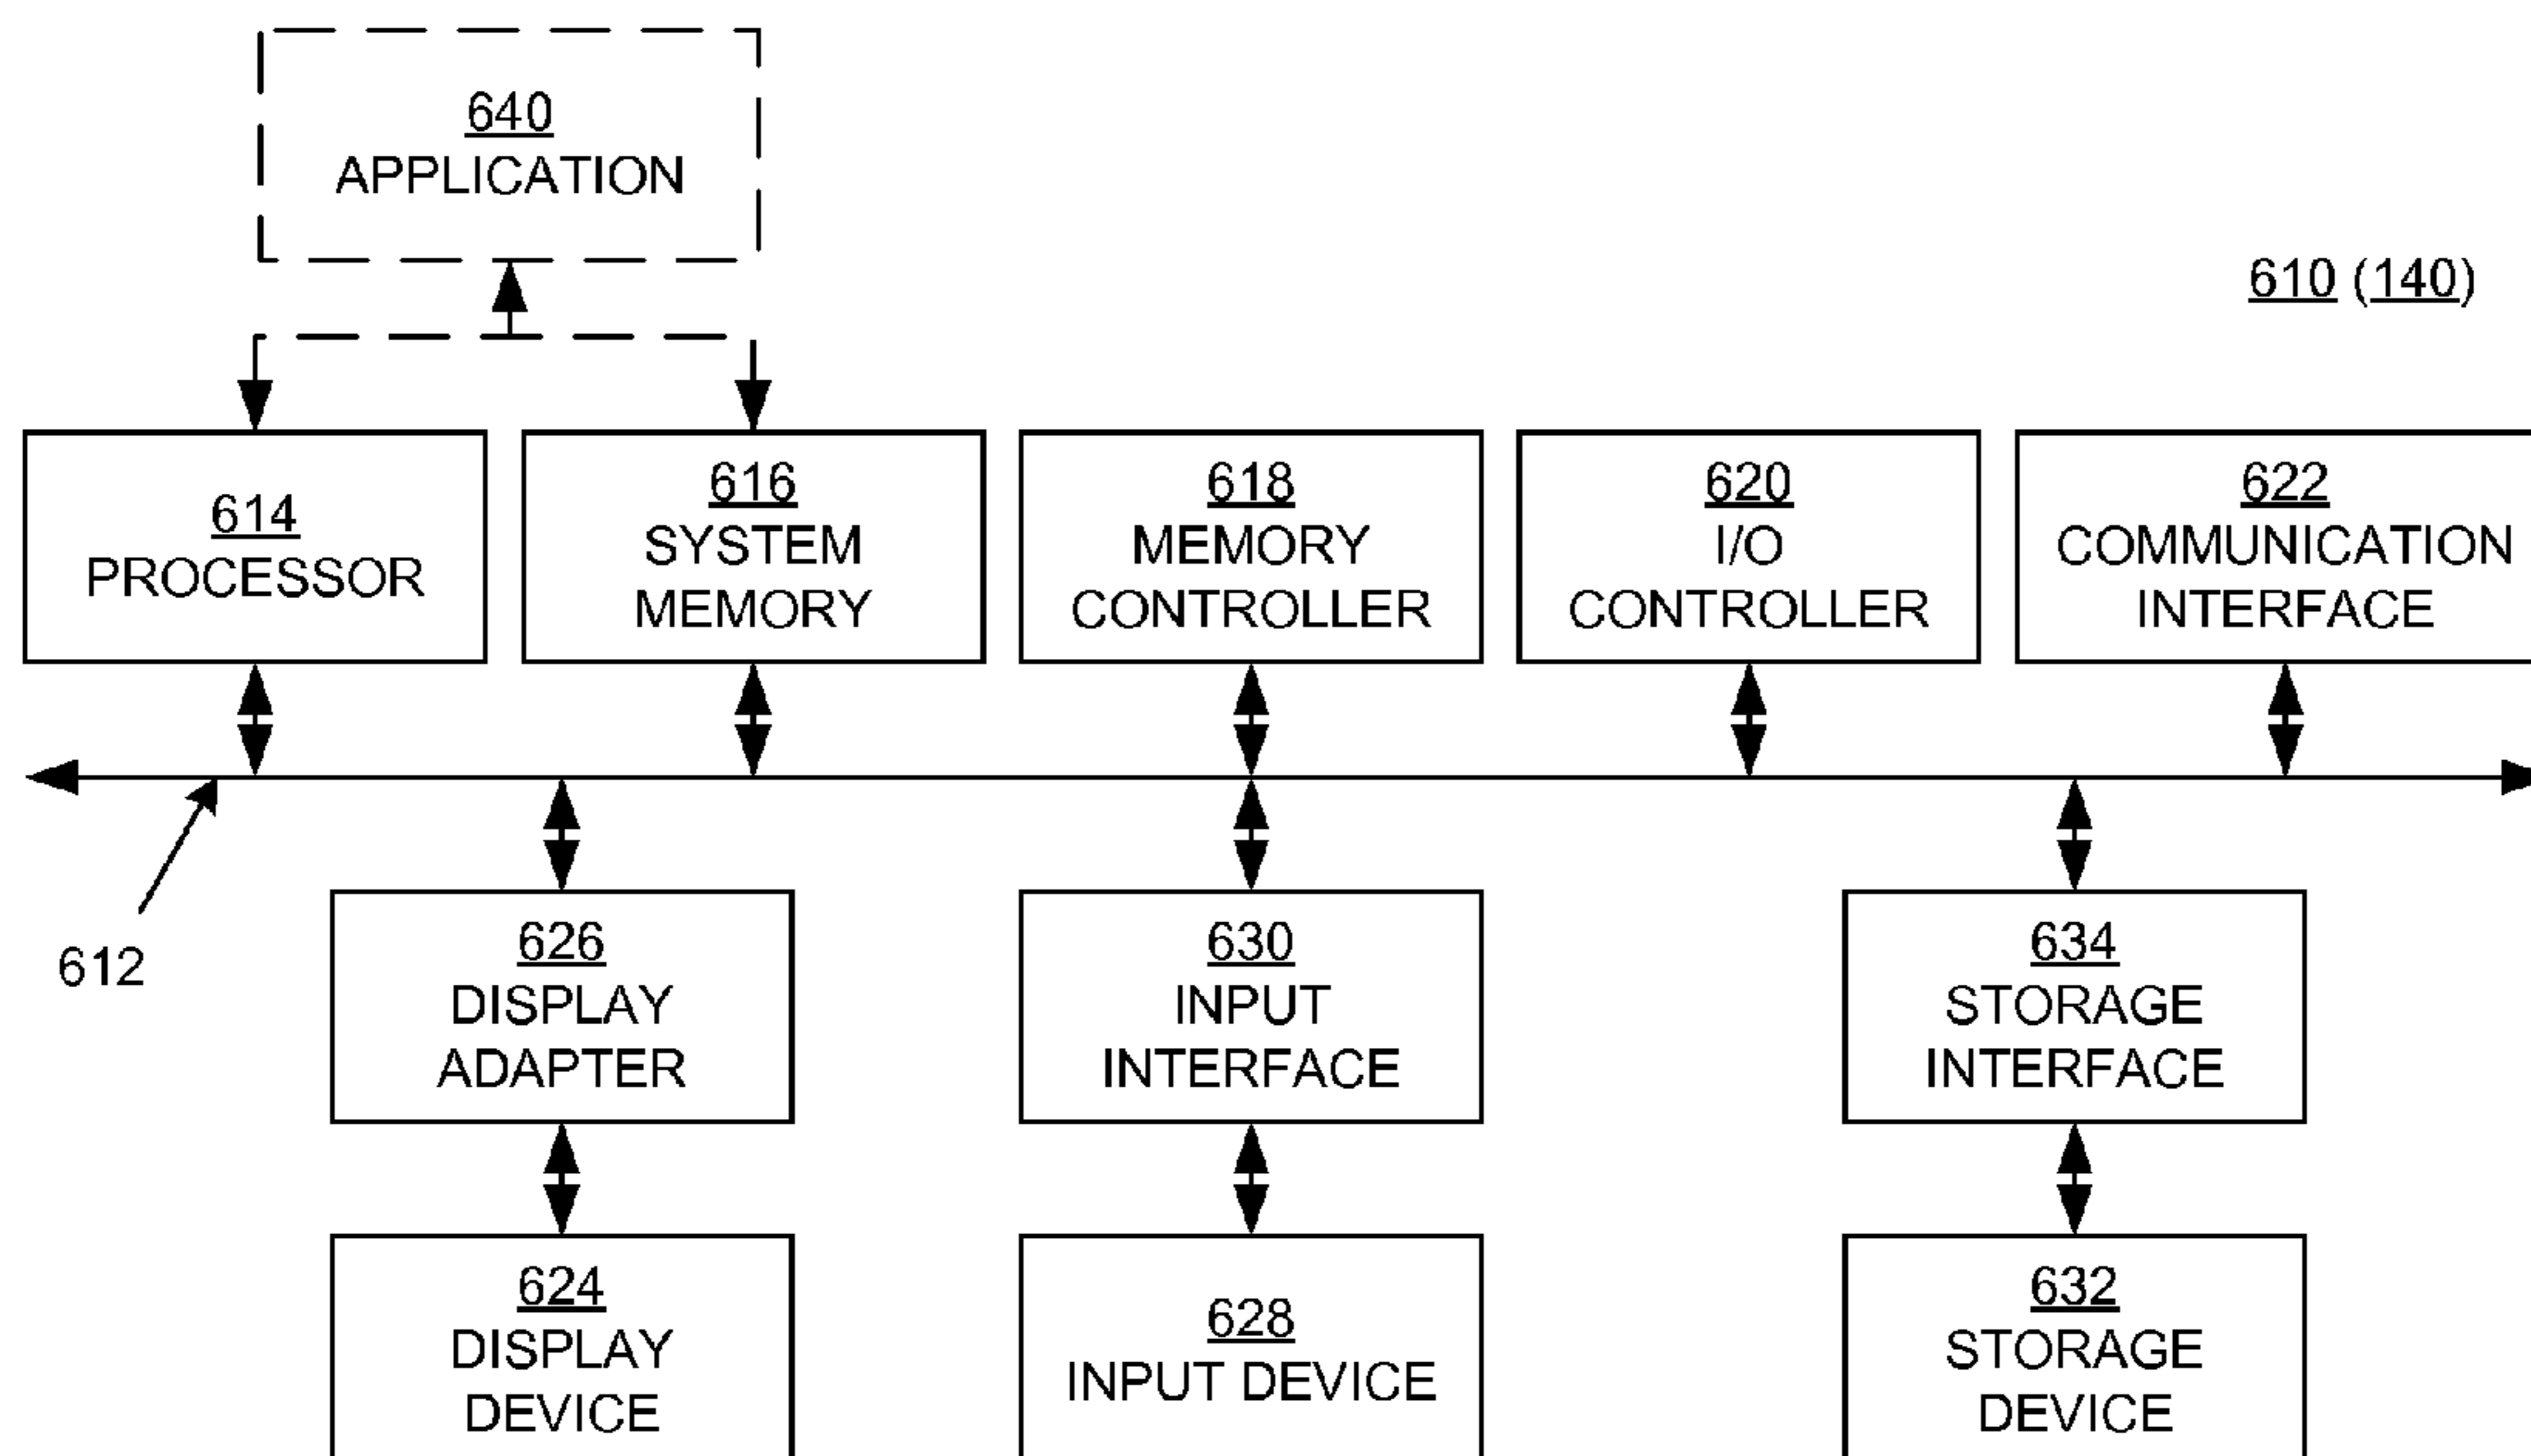 640
APPLICATION
610 (140)
614
PROCESSOR
616
SYSTEM
MEMORY
618
MEMORY
CONTROLLER
620
I/O
CONTROLLER
622
COMMUNICATION
INTERFACE
612
626
DISPLAY
ADAPTER
630
INPUT
INTERFACE
634
STORAGE
INTERFACE
624
DISPLAY
DEVICE
628
INPUT DEVICE
632
STORAGE
DEVICE